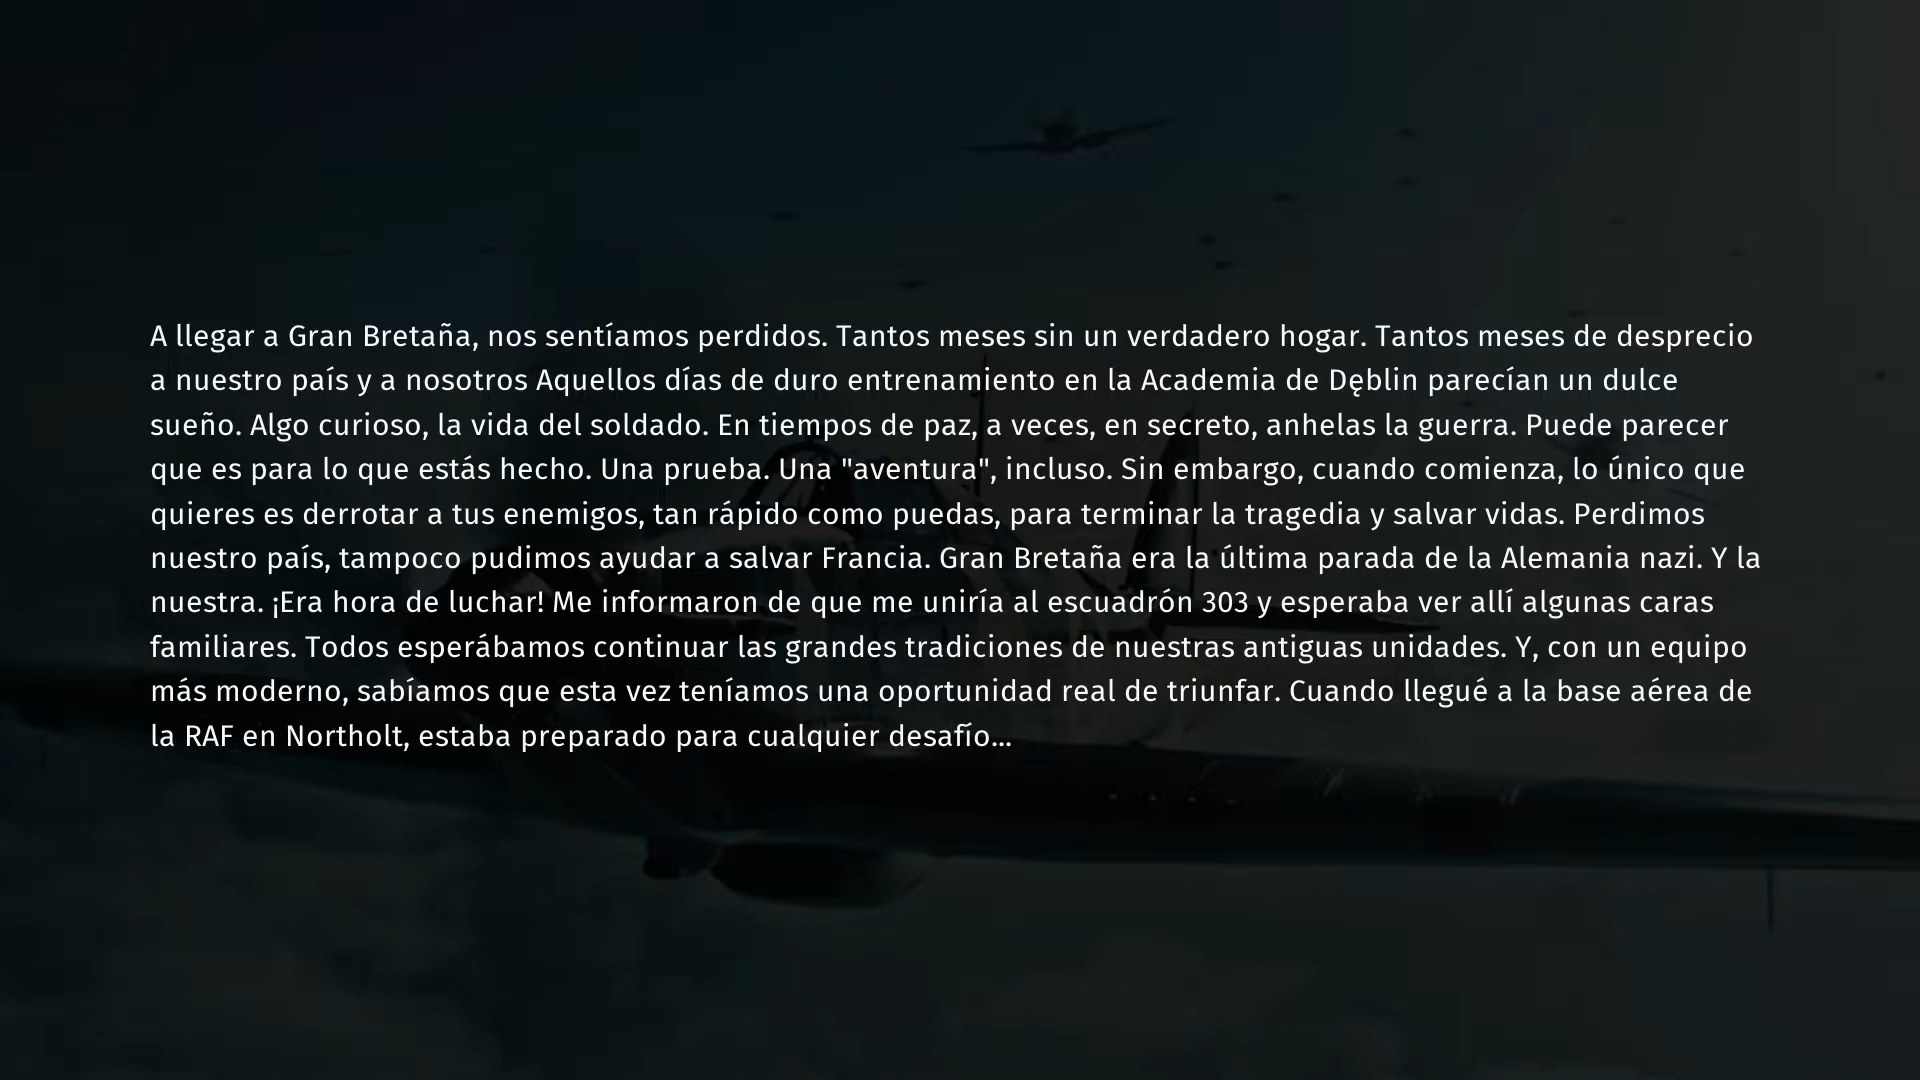 A llegar a Gran Bretaña, nos sentíamos perdidos. Tantos meses sin un verdadero hogar. Tantos meses de desprecio
a nuestro país y a nosotros Aquellos días de duro entrenamiento en la Academia de Dęblin parecían un dulce
sueño. Algo curioso, la vida del soldado. En tiempos de paz, a veces, en secreto, anhelas la guerra. Puede parecer
que es para lo que estás hecho. Una prueba. Una "aventura", incluso. Sin embargo, cuando comienza, lo único que
quieres es derrotar a tus enemigos, tan rápido como puedas, para terminar la tragedia y salvar vidas. Perdimos
nuestro país, tampoco pudimos ayudar a salvar Francia. Gran Bretaña era la última parada de la Alemania nazi. Y la
nuestra. ¡Era hora de luchar! Me informaron de que me uniría al escuadrón 303 y esperaba ver allí algunas caras
familiares. Todos esperábamos continuar las grandes tradiciones de nuestras antiguas unidades. Y, con un equipo
más moderno, sabíamos que esta vez teníamos una oportunidad real de triunfar. Cuando llegué a la base aérea de
la RAF en Northolt, estaba preparado para cualquier desafío...